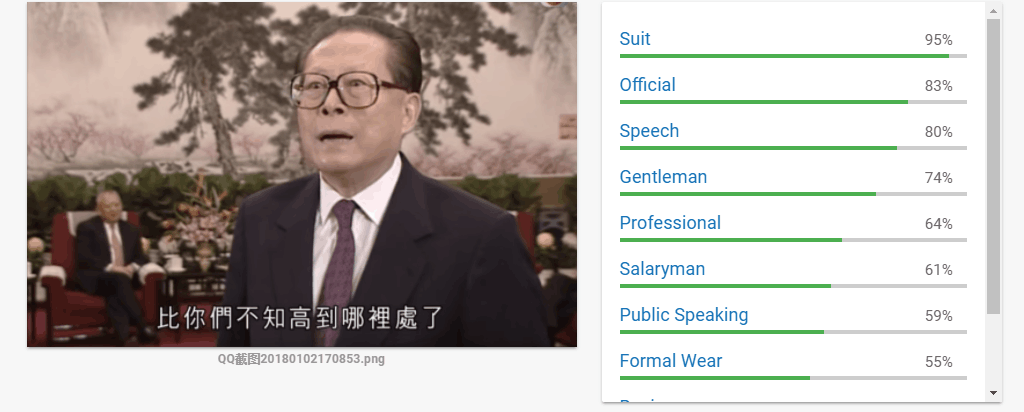 比你們不知高到哪裡處了
QQ截图20180102170853.png
Suit 95%
Official 83%
Speech 80%
Gentleman 74%
Professional 64%
Salaryman 61%
Public Speaking 59%
Formal Wear 55%